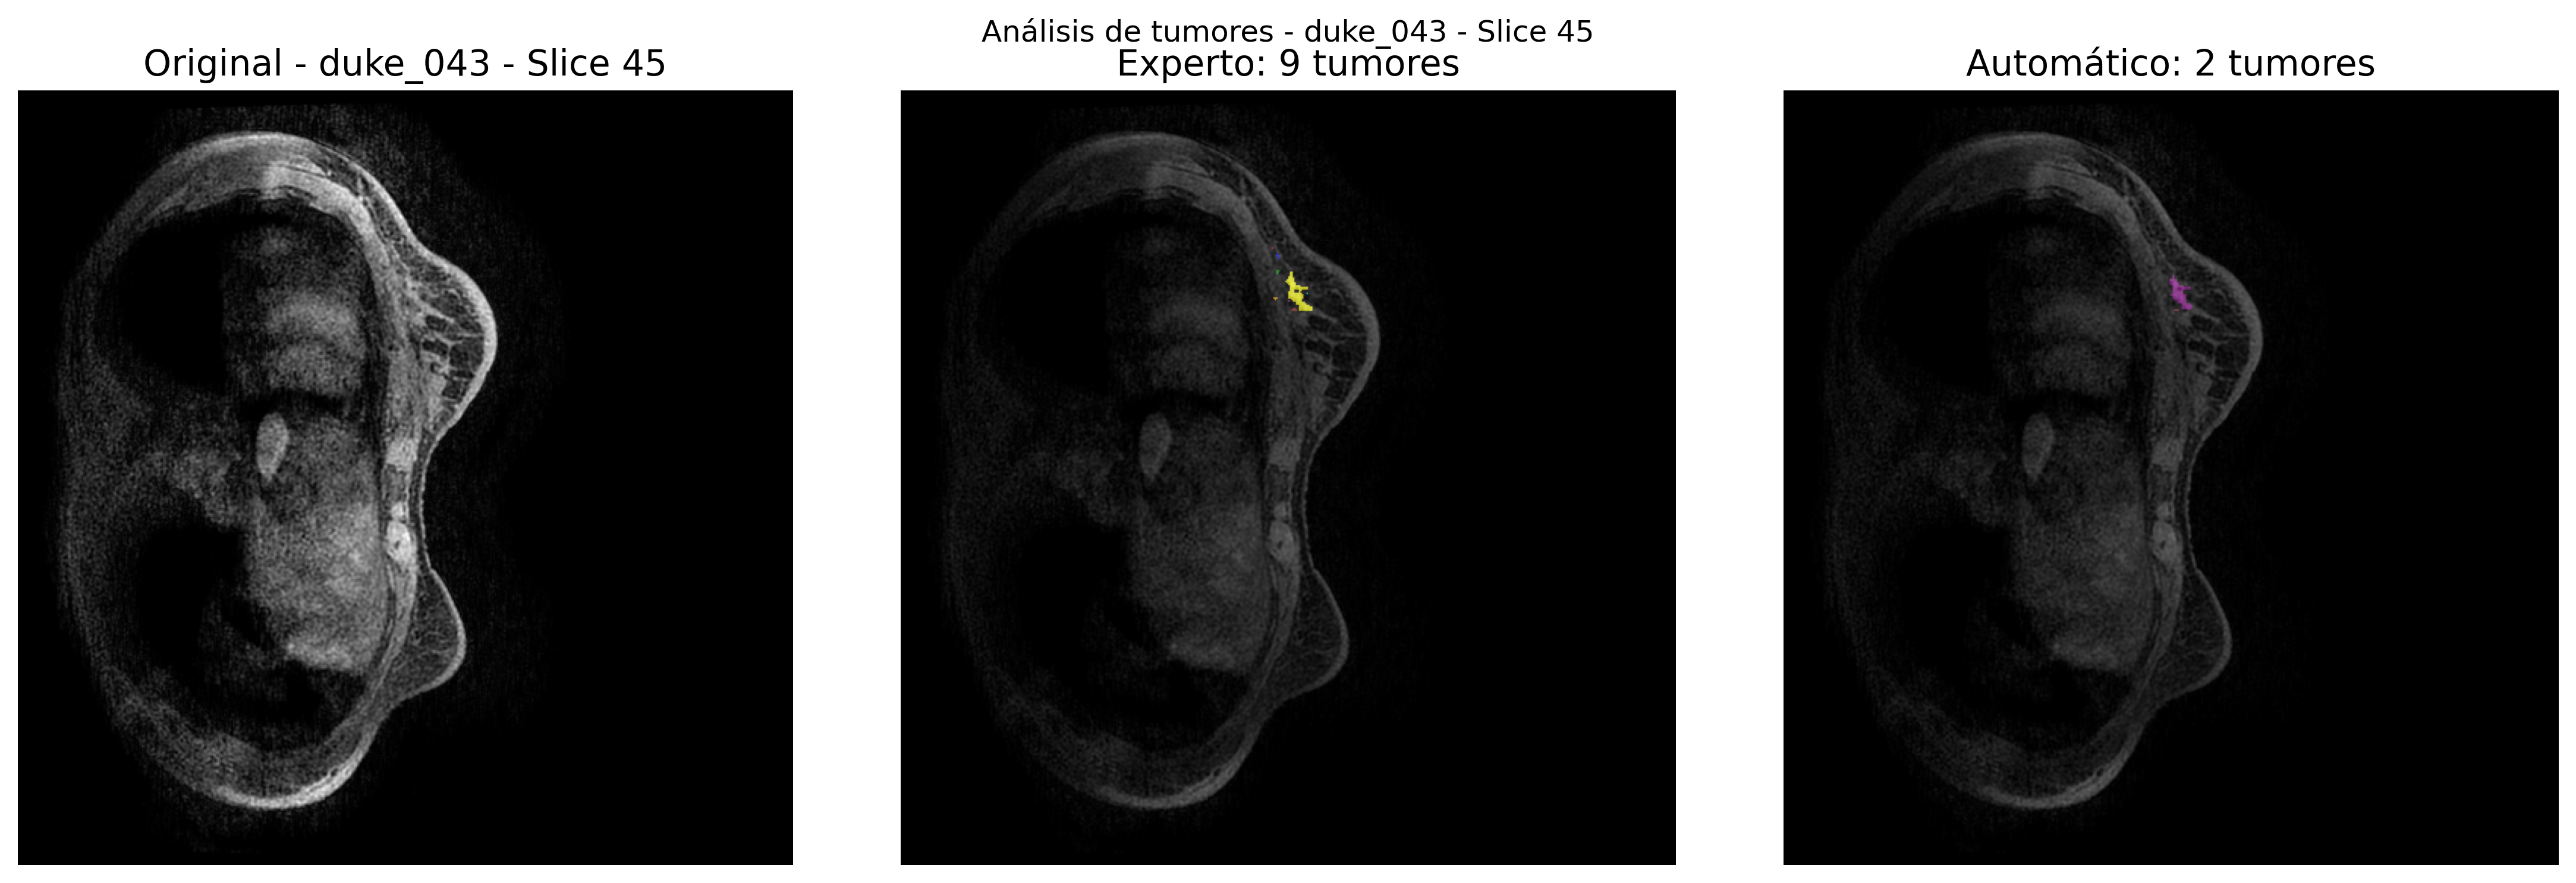 Análisis de tumores - duke_043 - Slice 45
Original - duke_043 - Slice 45
Experto: 9 tumores
Automático: 2 tumores